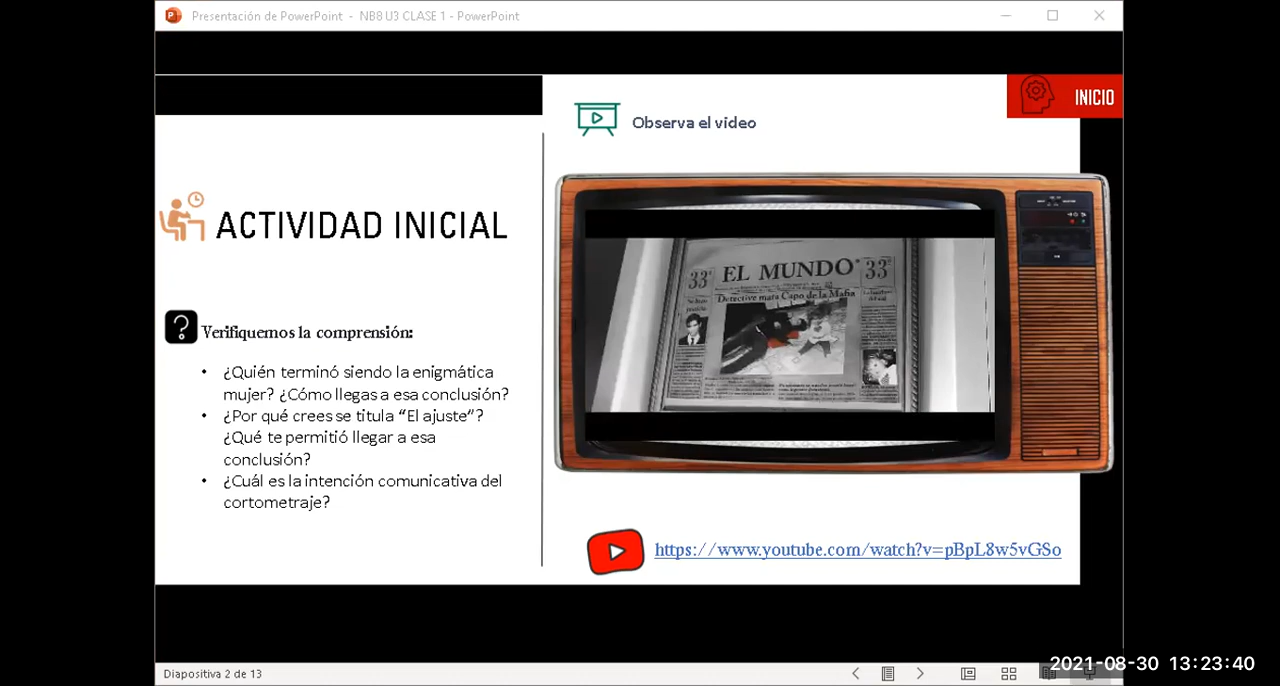 Presentación de PowerPoint - NB8 U3 CLASE 1 - PowerPoint
INICIO
Observa el video
ACTIVIDAD INICIAL
?
Verifiquemos la comprensión:
• ¿Quién terminó siendo la enigmática
mujer? ¿Cómo llegas a esa conclusión?
• ¿Por qué crees se titula “El ajuste”?
¿Qué te permitió llegar a esa
conclusión?
• ¿Cuál es la intención comunicativa del
cortometraje?
33
EL MUNDO
33
Detective mata Capo de la Mafia
https://www.youtube.com/watch?v=pBpL8w5vGSo
Diapositiva 2 de 13
2021-08-30 13:23:40